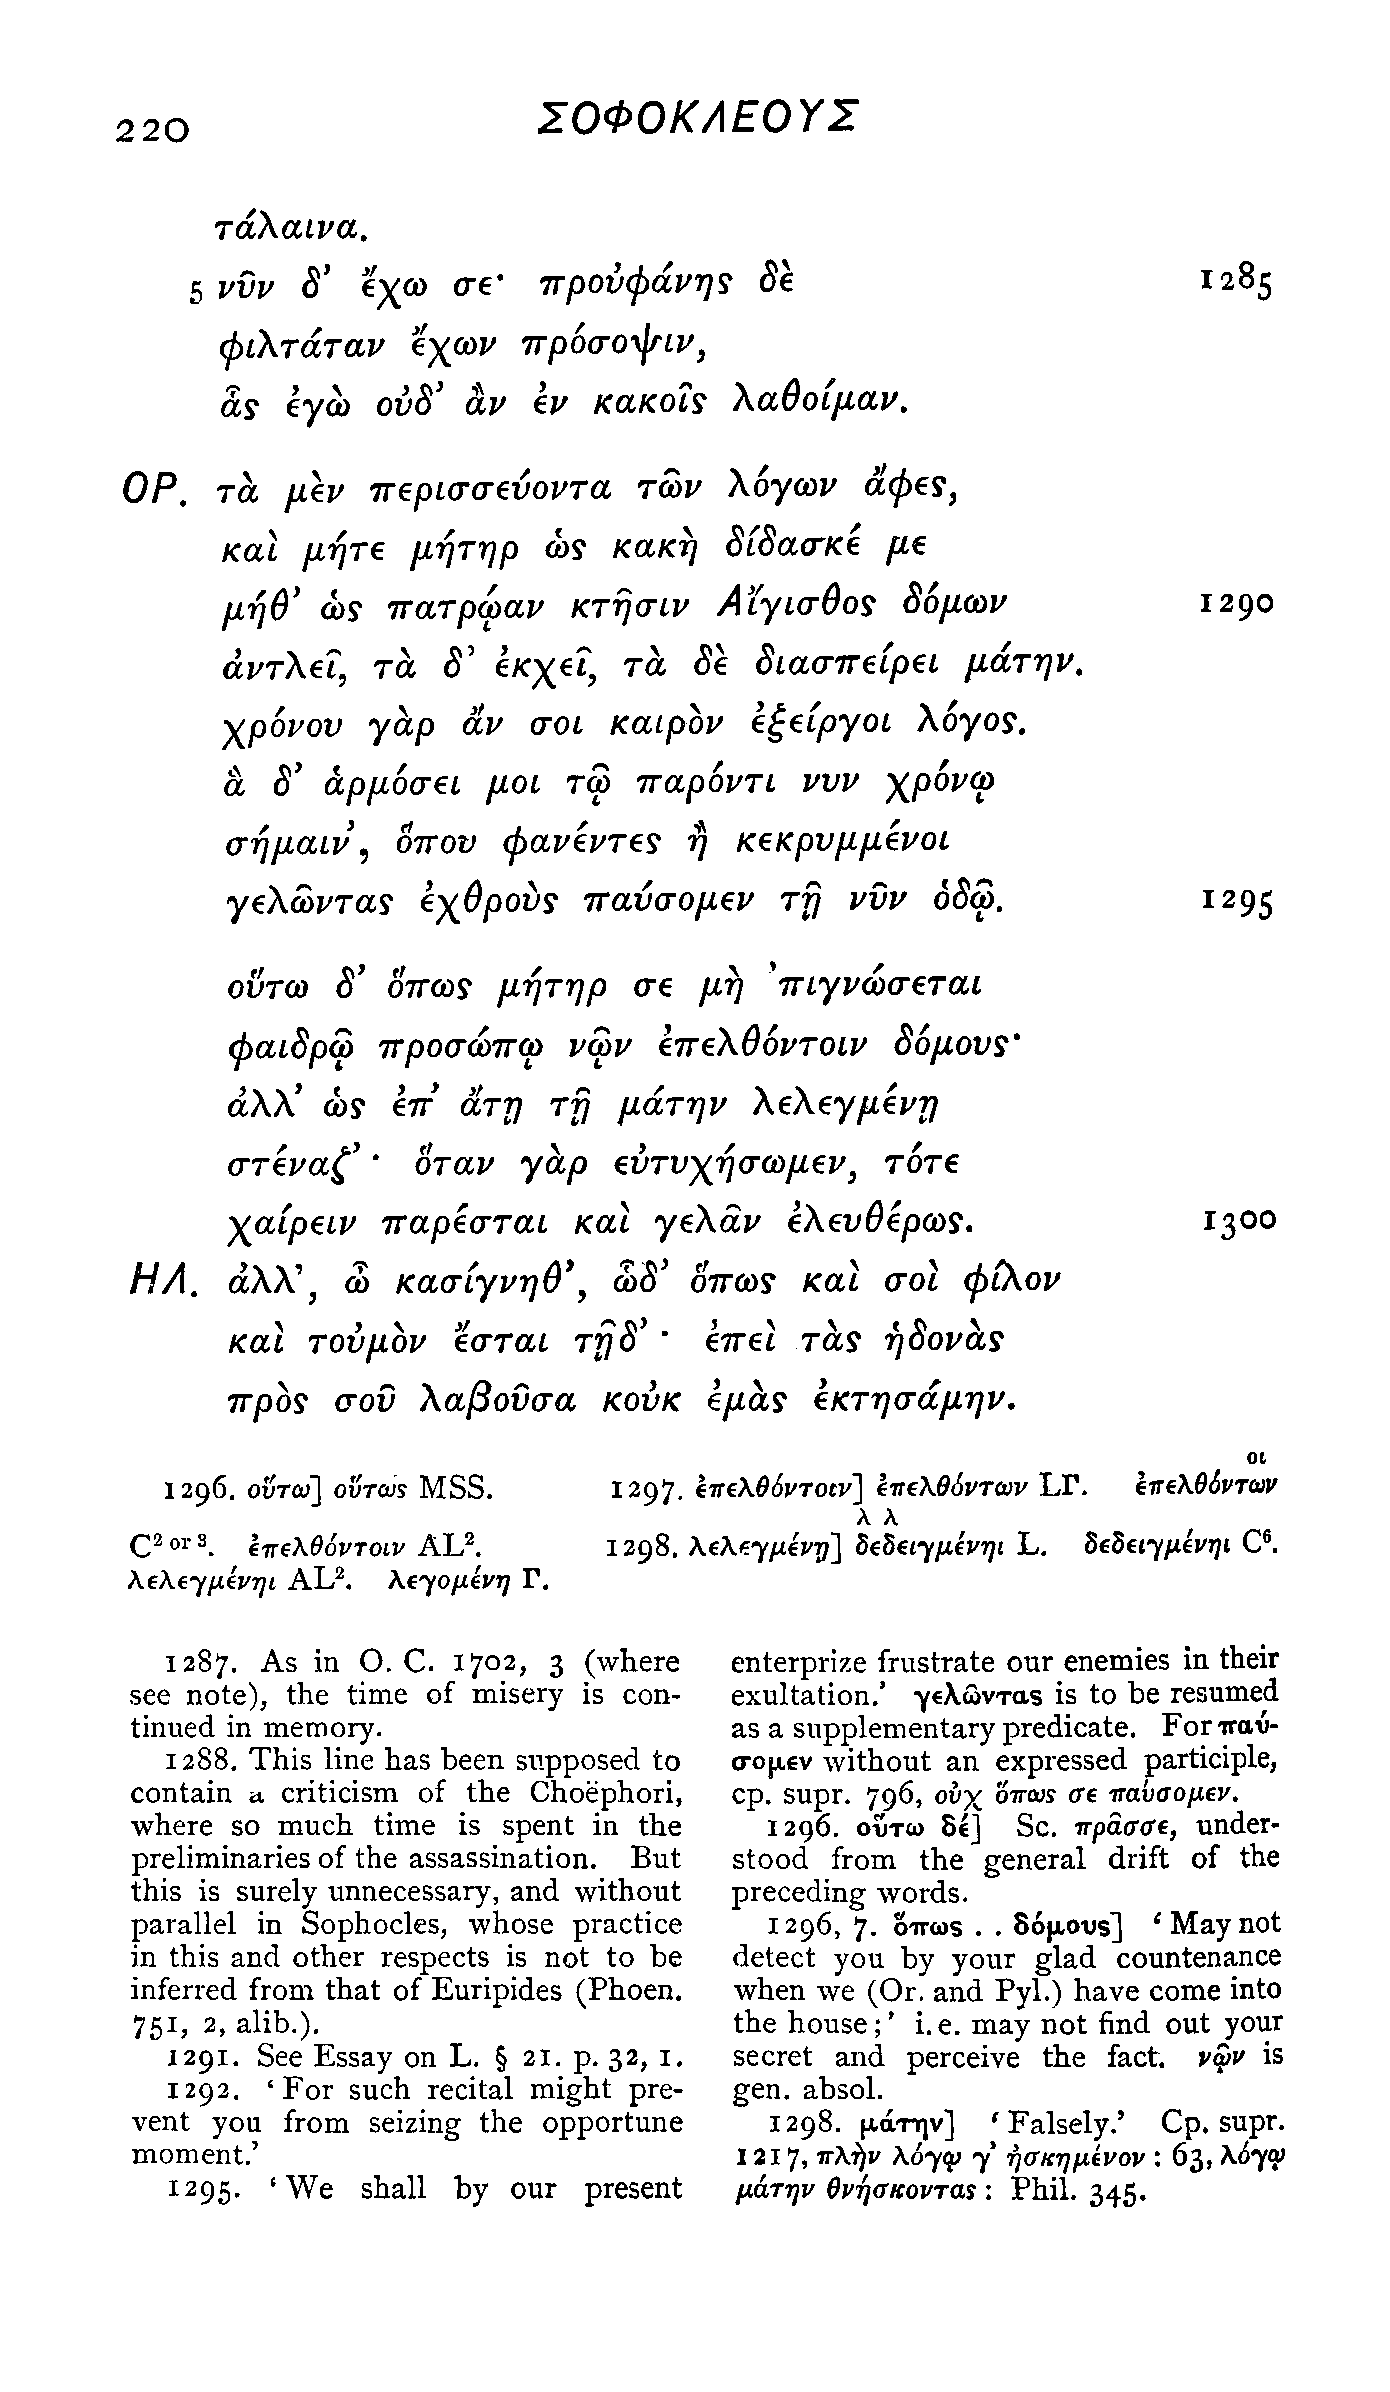 220 ΣΟΦΟΚΛΕΟΥΣ
τάλαινα.
5 νῦν δ’ ἔχω σε· προὐφάνης δὲ 1285
φιλτάταν ἔχων πρόσοψιν,
ἇς ἐγὼ οὐδ’ ἂν ἐν κακοῖς λαθοίμαν.
ΟΡ. τὰ μὲν περισσεύοντα τῶν λόγων ἄφες,
καὶ μήτε μήτηρ ὡς κακὴ δίδασκέ με
μήθ’ ὡς πατρῴαν κτῆσιν Αἴγισθος δόμων 1290
ἀντλεῖ, τὰ δ’ ἐκχεῖ, τὰ δὲ διασπείρει μάτην.
χρόνου γὰρ ἄν σοι καιρὸν ἐξείργοι λόγος.
ἃ δ’ ἁρμόσει μοι τῷ παρόντι νυν χρόνῳ
σήμαιν’, ὅπου φανέντες ἢ κεκρυμμένοι
γελῶντας ἐχθροὺς παύσομεν τῇ νῦν ὁδῷ. 1295
οὕτω δ’ ὅπως μήτηρ σε μὴ ’πιγνώσεται
φαιδρῷ προσώπῳ νῷν ἐπελθόντοιν δόμους·
ἀλλ’ ὡς ἐπ’ ἄτῃ τῇ μάτην λελεγμένῃ
στέναζ’· ὅταν γὰρ εὐτυχήσωμεν, τότε
χαίρειν παρέσται καὶ γελᾶν ἐλευθέρως. 1300
ΗΛ. ἀλλ’, ὦ κασίγνηθ’, ὧδ’ ὅπως καὶ σοὶ φίλον
καὶ τοὐμὸν ἔσται τῇδ’· ἐπεὶ τὰς ἡδονὰς
πρὸς σοῦ λαβοῦσα κοὐκ ἐμὰς ἐκτησάμην.
οι
1296. οὕτω] οὕτως MSS. 1297. ἐπελθόντοιν] ἐπελθόντων LΓ. ἐπελθόντων
λ λ
C² or ³. ἐπελθόντοιν AL². 1298. λελεγμένῃ] δεδειγμένηι L. δεδειγμένηι C⁶.
λελεγμένηι AL². λεγομένη Γ.
1287. As in O. C. 1702, 3 (where
see note), the time of misery is con-
tinued in memory.
1288. This line has been supposed to
contain a criticism of the Choëphori,
where so much time is spent in the
preliminaries of the assassination. But
this is surely unnecessary, and without
parallel in Sophocles, whose practice
in this and other respects is not to be
inferred from that of Euripides (Phoen.
751, 2, alib.).
1291. See Essay on L. § 21. p. 32, 1.
1292. ‘For such recital might pre-
vent you from seizing the opportune
moment.’
1295. ‘We shall by our present
enterprize frustrate our enemies in their
exultation.’ γελῶντας is to be resumed
as a supplementary predicate. For παύ-
σομεν without an expressed participle,
cp. supr. 796, οὐχ ὅπως σε παύσομεν.
1296. οὕτω δέ] Sc. πρᾶσσε, under-
stood from the general drift of the
preceding words.
1296, 7. ὅπως . . δόμους] ‘May not
detect you by your glad countenance
when we (Or. and Pyl.) have come into
the house;’ i.e. may not find out your
secret and perceive the fact. νῷν is
gen. absol.
1298. μάτην] ‘Falsely.’ Cp. supr.
1217, πλὴν λόγῳ γ’ ἠσκημένον : 63, λόγῳ
μάτην θνήσκοντας : Phil. 345.